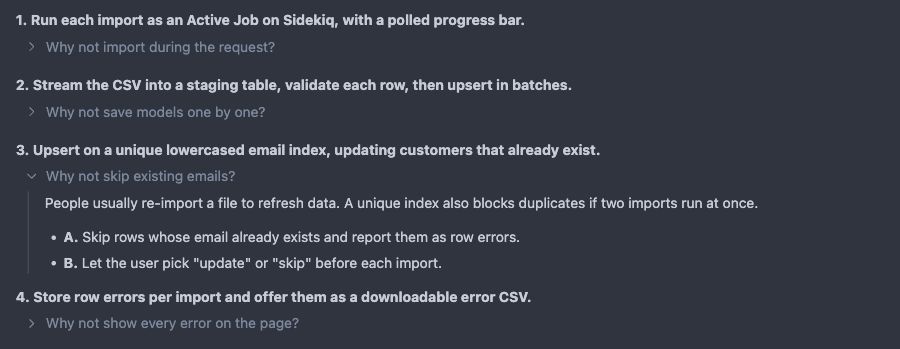 1. Run each import as an Active Job on Sidekiq, with a polled progress bar.
Why not import during the request?
2. Stream the CSV into a staging table, validate each row, then upsert in batches.
Why not save models one by one?
3. Upsert on a unique lowercased email index, updating customers that already exist.
Why not skip existing emails?
People usually re-import a file to refresh data. A unique index also blocks duplicates if two imports run at once.
• A. Skip rows whose email already exists and report them as row errors.
• B. Let the user pick "update" or "skip" before each import.
4. Store row errors per import and offer them as a downloadable error CSV.
Why not show every error on the page?